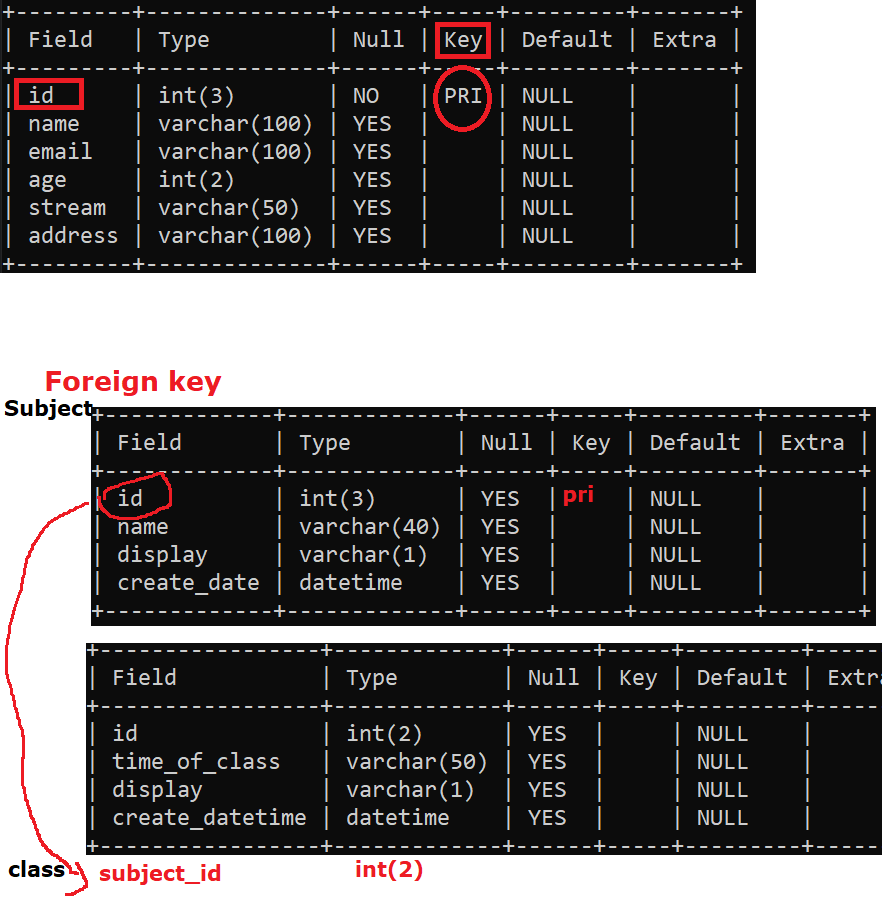 +---------+--------------+------+-----+---------+-------+
| Field | Type | Null | Key | Default | Extra |
+---------+--------------+------+-----+---------+-------+
| id | int(3) | NO | PRI | NULL | |
| name | varchar(100) | YES | | NULL | |
| email | varchar(100) | YES | | NULL | |
| age | int(2) | YES | | NULL | |
| stream | varchar(50) | YES | | NULL | |
| address | varchar(100) | YES | | NULL | |
+---------+--------------+------+-----+---------+-------+
Foreign key
Subject
+-------------+-------------+------+-----+---------+-------+
| Field | Type | Null | Key | Default | Extra |
+-------------+-------------+------+-----+---------+-------+
| id | int(3) | YES | pri | NULL | |
| name | varchar(40) | YES | | NULL | |
| display | varchar(1) | YES | | NULL | |
| create_date | datetime | YES | | NULL | |
+-------------+-------------+------+-----+---------+-------+
+-----------------+-------------+------+-----+---------+-----
| Field | Type | Null | Key | Default | Extra
+-----------------+-------------+------+-----+---------+-----
| id | int(2) | YES | | NULL |
| time_of_class | varchar(50) | YES | | NULL |
| display | varchar(1) | YES | | NULL |
| create_datetime | datetime | YES | | NULL |
+-----------------+-------------+------+-----+---------+-----
class subject_id int(2)